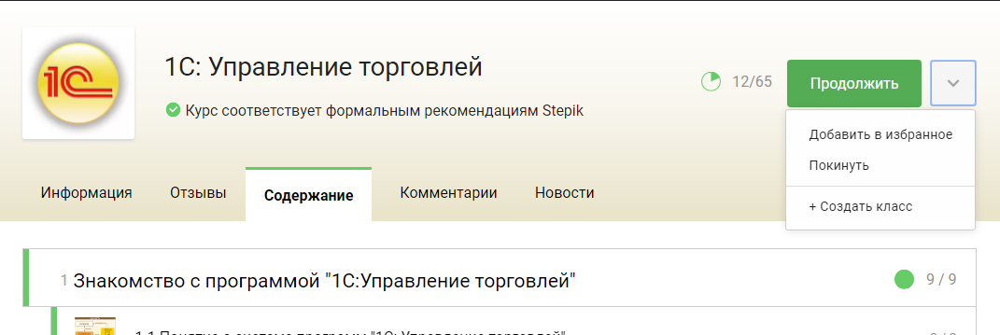 1С
1С: Управление торговлей
Курс соответствует формальным рекомендациям Stepik
12/65
Продолжить
Добавить в избранное
Покинуть
+ Создать класс
Информация
Отзывы
Содержание
Комментарии
Новости
1 Знакомство с программой "1С:Управление торговлей"
9 / 9
1.1 Понятие о системе программ "1С: Управление торговлей"